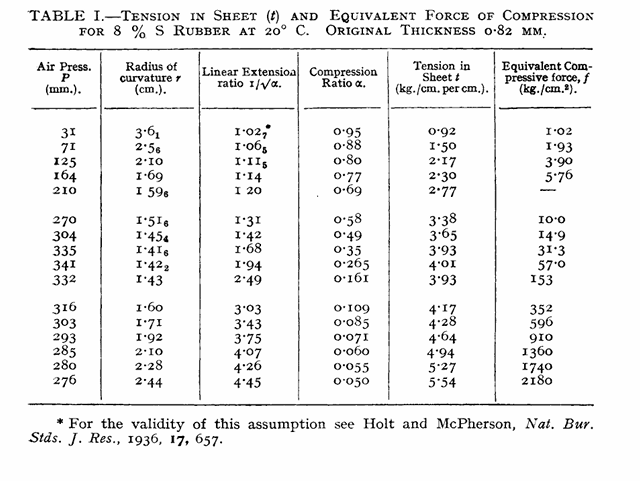 TABLE I.—TENSION IN SHEET (t) AND EQUIVALENT FORCE OF COMPRESSION
FOR 8 % S RUBBER AT 20° C. ORIGINAL THICKNESS 0·82 MM.
Air Press. P (mm.). Radius of curvature r (cm.). Linear Extension ratio 1/√α. Compression Ratio α. Tension in Sheet t (kg./cm. per cm.). Equivalent Compressive force, f (kg./cm.²).
31 3·6₁ 1·02₇* 0·95 0·92 1·02
71 2·5₆ 1·06₅ 0·88 1·50 1·93
125 2·10 1·11₅ 0·80 2·17 3·90
164 1·69 1·14 0·77 2·30 5·76
210 1 59₆ 1 20 0·69 2·77 —
270 1·51₆ 1·31 0·58 3·38 10·0
304 1·45₄ 1·42 0·49 3·65 14·9
335 1·41₆ 1·68 0·35 3·93 31·3
341 1·42₂ 1·94 0·265 4·01 57·0
332 1·43 2·49 0·161 3·93 153
316 1·60 3·03 0·109 4·17 352
303 1·71 3·43 0·085 4·28 596
293 1·92 3·75 0·071 4·64 910
285 2·10 4·07 0·060 4·94 1360
280 2·28 4·26 0·055 5·27 1740
276 2·44 4·45 0·050 5·54 2180
* For the validity of this assumption see Holt and McPherson, Nat. Bur.
Stds. J. Res., 1936, 17, 657.